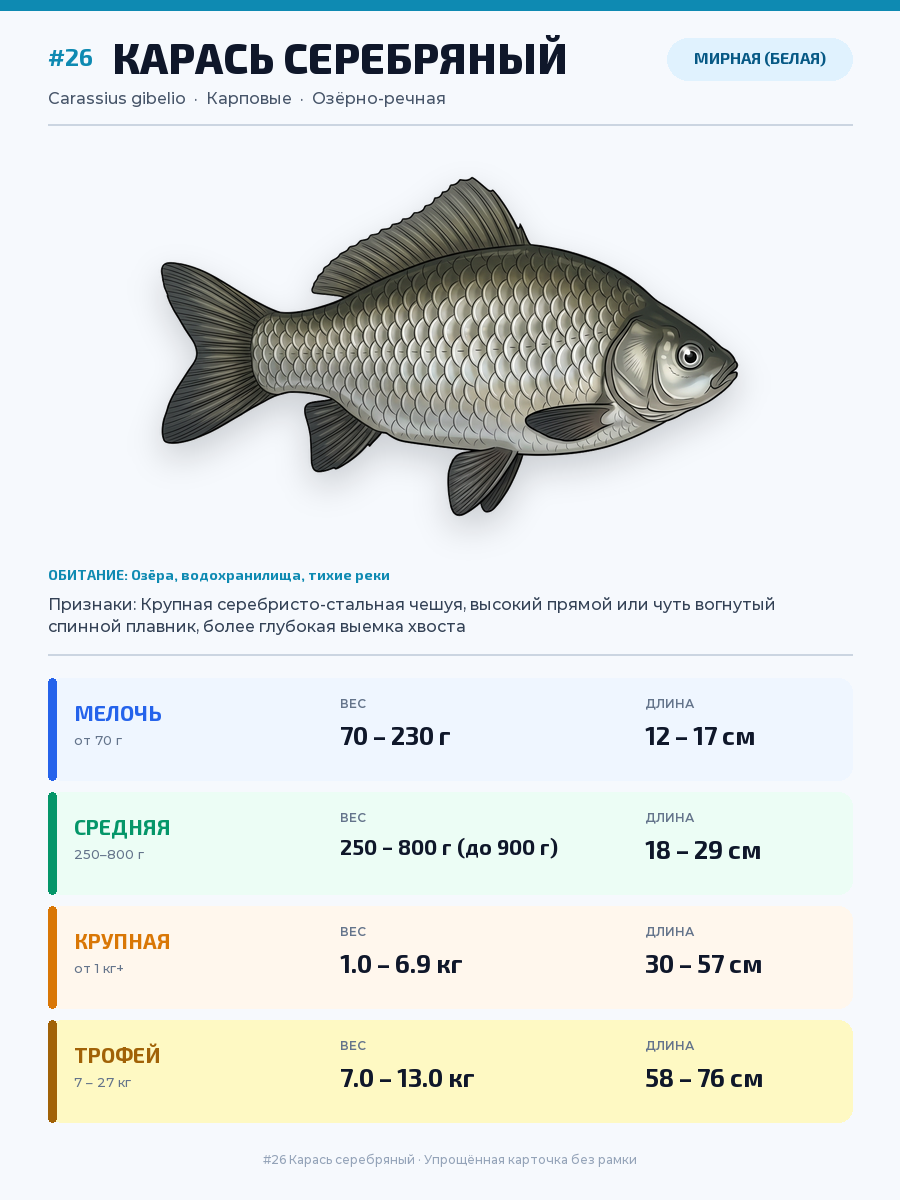 #26 КАРАСЬ СЕРЕБРЯНЫЙ
МИРНАЯ (БЕЛАЯ)
Carassius gibelio · Карповые · Озёрно-речная
ОБИТАНИЕ: Озёра, водохранилища, тихие реки
Признаки: Крупная серебристо-стальная чешуя, высокий прямой или чуть вогнутый
спинной плавник, более глубокая выемка хвоста
МЕЛОЧЬ
от 70 г
ВЕС
70 – 230 г
ДЛИНА
12 – 17 см
СРЕДНЯЯ
250–800 г
ВЕС
250 – 800 г (до 900 г)
ДЛИНА
18 – 29 см
КРУПНАЯ
от 1 кг+
ВЕС
1.0 – 6.9 кг
ДЛИНА
30 – 57 см
ТРОФЕЙ
7 – 27 кг
ВЕС
7.0 – 13.0 кг
ДЛИНА
58 – 76 см
#26 Карась серебряный · Упрощённая карточка без рамки